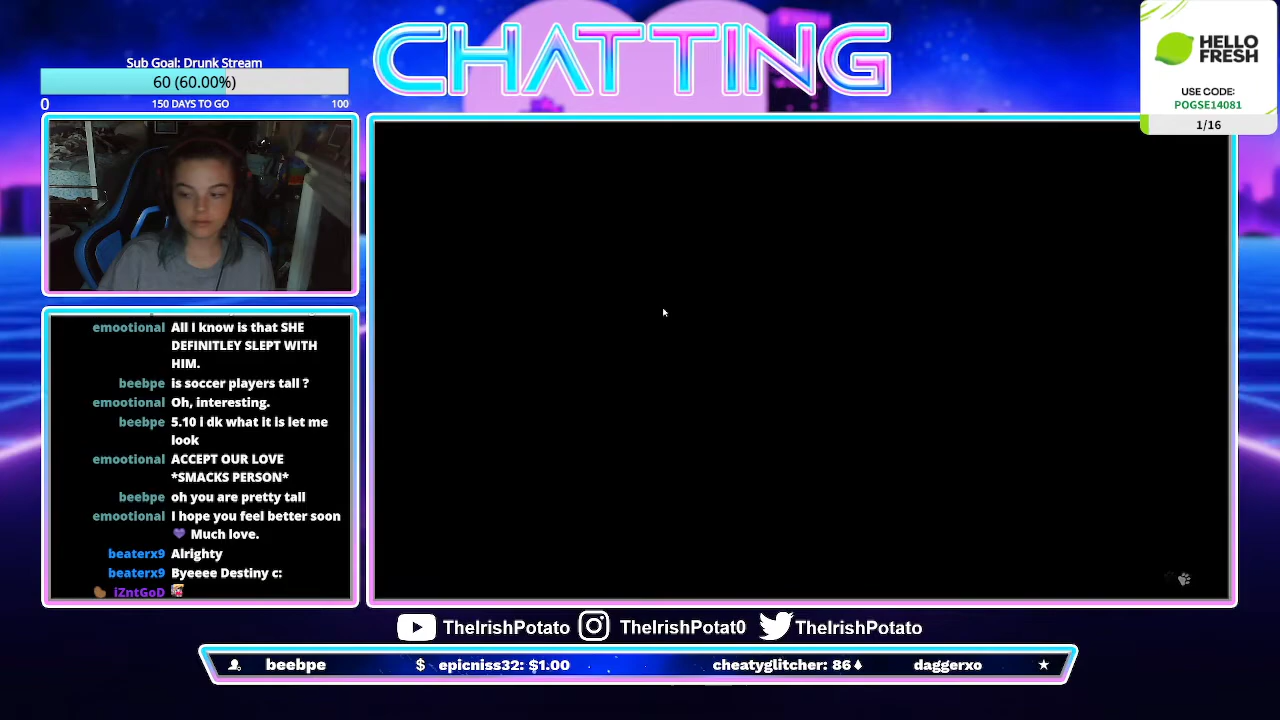 CHATTING
HELLO
FRESH
USE CODE:
POGSE14081
1/16
Sub Goal: Drunk Stream
60 (60.00%)
0 150 DAYS TO GO 100
emootional All I know is that SHE
DEFINITLEY SLEPT WITH
HIM.
beebpe is soccer players tall ?
emootional Oh, interesting.
beebpe 5.10 I dk what it is let me
look
emootional ACCEPT OUR LOVE
*SMACKS PERSON*
beebpe oh you are pretty tall
emootional I hope you feel better soon
💜 Much love.
beaterx9 Alrighty
beaterx9 Byeeee Destiny c:
iZntGoD
TheIrishPotato TheIrishPotat0 TheIrishPotato
beebpe $ epicniss32: $1.00 cheatyglitcher: 86 daggerxo